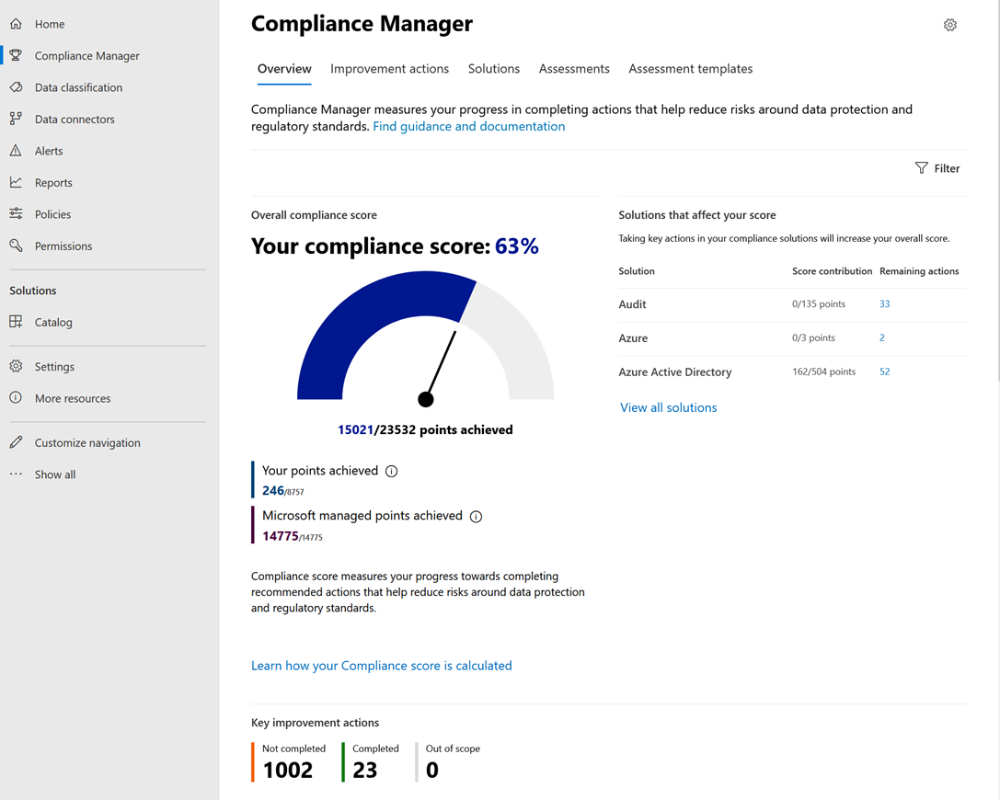 Home
Compliance Manager
Data classification
Data connectors
Alerts
Reports
Policies
Permissions
Solutions
Catalog
Settings
More resources
Customize navigation
Show all
Compliance Manager
Overview Improvement actions Solutions Assessments Assessment templates
Compliance Manager measures your progress in completing actions that help reduce risks around data protection and
regulatory standards. Find guidance and documentation
Filter
Overall compliance score
Your compliance score: 63%
15021/23532 points achieved
Your points achieved
246/8757
Microsoft managed points achieved
14775/14775
Compliance score measures your progress towards completing
recommended actions that help reduce risks around data protection
and regulatory standards.
Learn how your Compliance score is calculated
Solutions that affect your score
Taking key actions in your compliance solutions will increase your overall score.
Solution Score contribution Remaining actions
Audit 0/135 points 33
Azure 0/3 points 2
Azure Active Directory 162/504 points 52
View all solutions
Key improvement actions
Not completed Completed Out of scope
1002 23 0